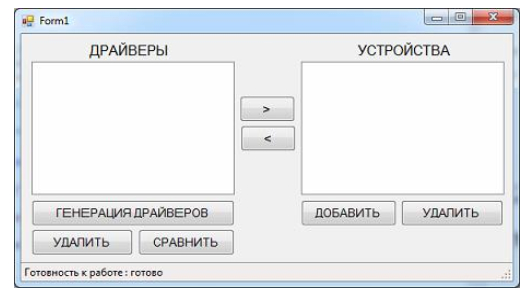 Form1
ДРАЙВЕРЫ УСТРОЙСТВА
>
<
ГЕНЕРАЦИЯ ДРАЙВЕРОВ ДОБАВИТЬ УДАЛИТЬ
УДАЛИТЬ СРАВНИТЬ
Готовность к работе : готово